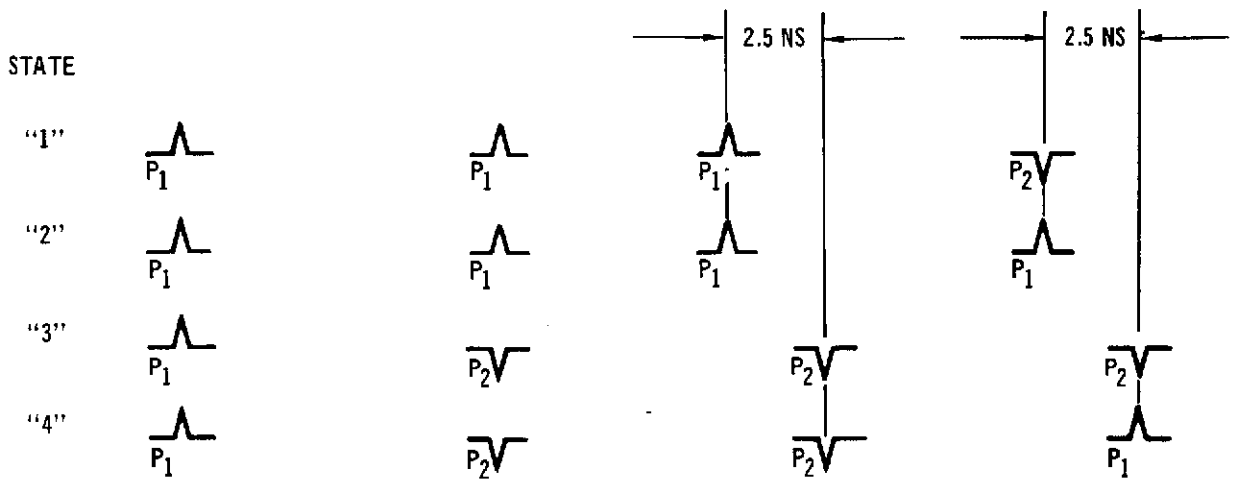 2.5 NS 2.5 NS
STATE
“1” P1 P1 P1 P2
“2” P1 P1 P1 P1
“3” P1 P2 P2 P2
“4” P1 P2 P2 P1